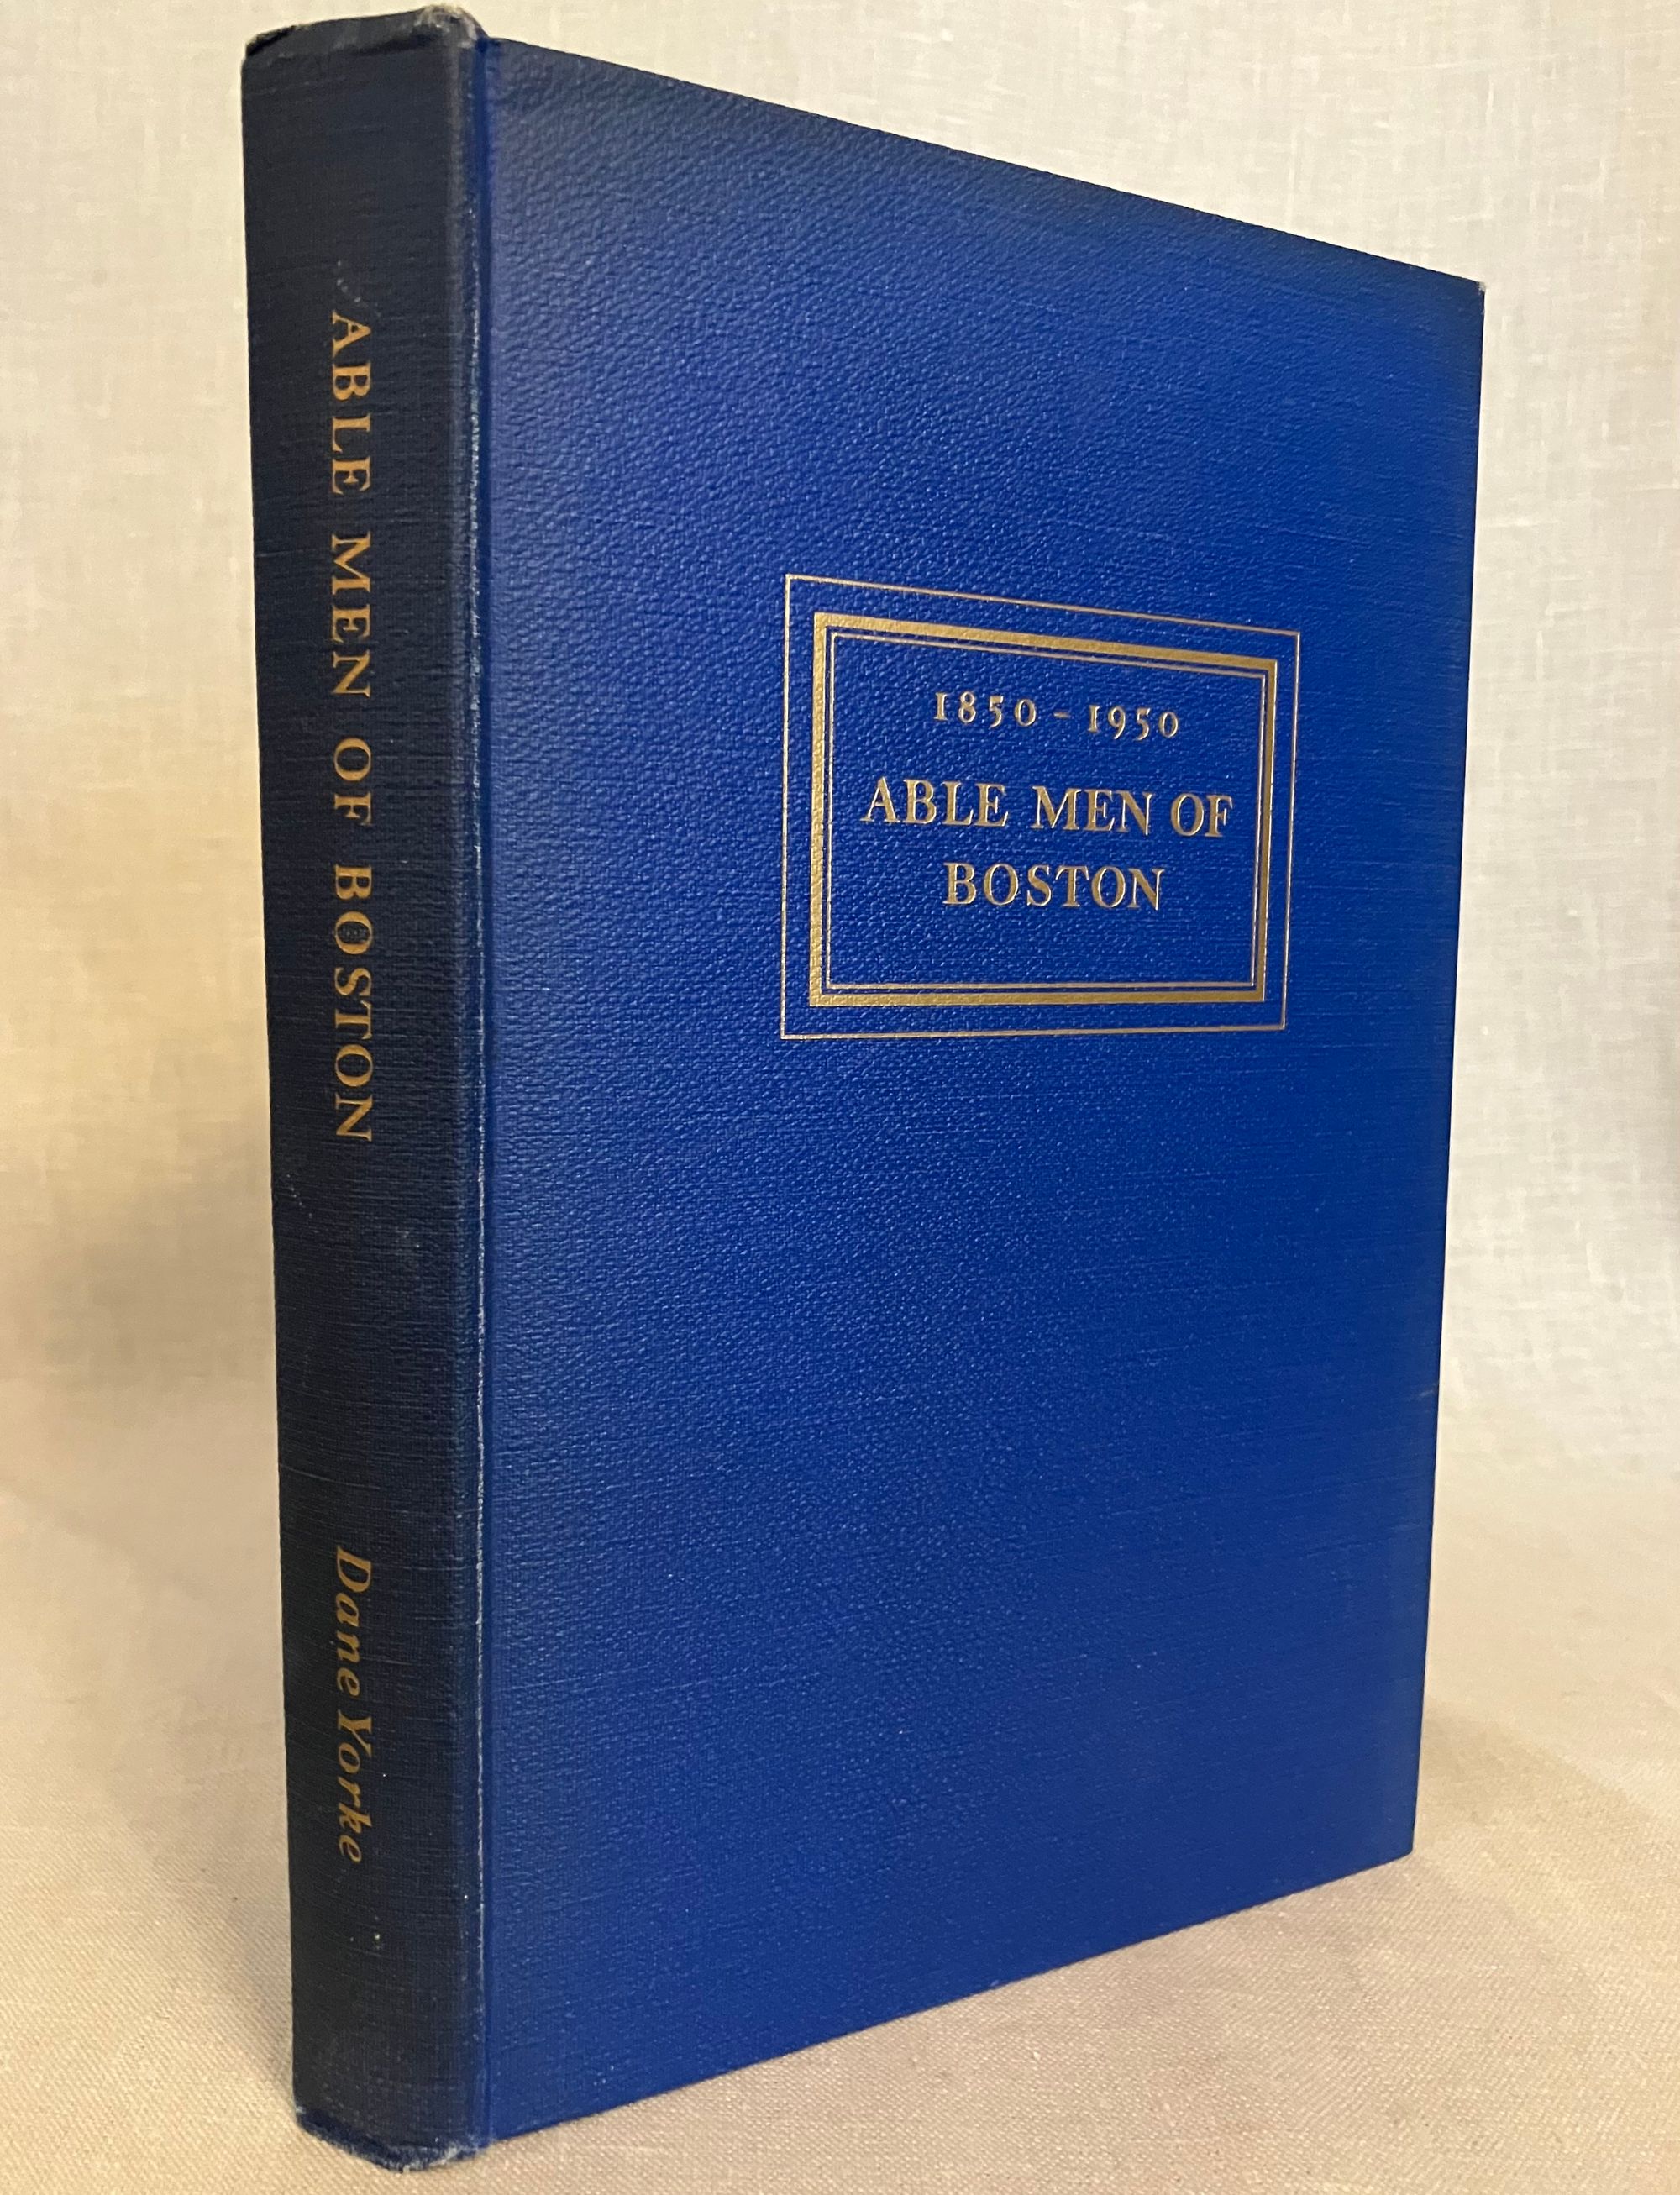 ABLE MEN OF BOSTON
Dane Yorke
1850 - 1950
ABLE MEN OF
BOSTON